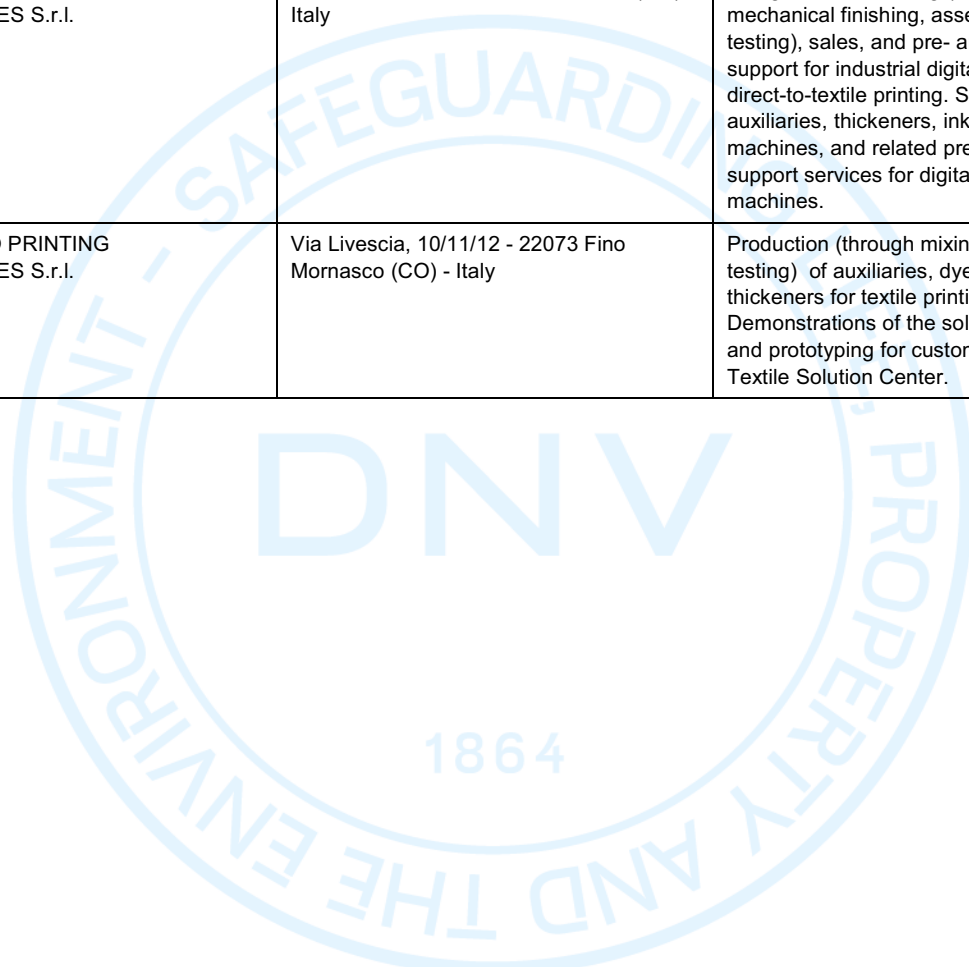 ES S.r.l.
Italy
mechanical finishing, asse
testing), sales, and pre- a
support for industrial digita
direct-to-textile printing. S
auxiliaries, thickeners, ink
machines, and related pre
support services for digita
machines.
PRINTING
ES S.r.l.
Via Livescia, 10/11/12 - 22073 Fino
Mornasco (CO) - Italy
Production (through mixin
testing) of auxiliaries, dye
thickeners for textile printi
Demonstrations of the sol
and prototyping for custor
Textile Solution Center.
SAFEGUARDING LIFE, PROPERTY AND THE ENVIRONMENT -
DNV
1864